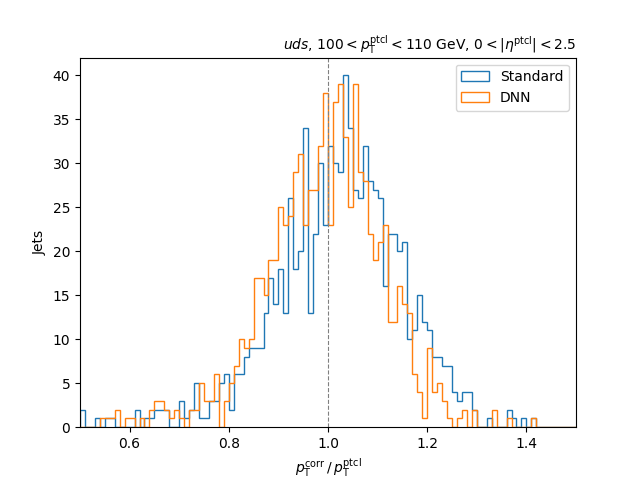 uds, 100 < p_T^ptcl < 110 GeV, 0 < |η^ptcl| < 2.5
Standard
DNN
40
35
30
25
20
15
10
5
0
Jets
0.6 0.8 1.0 1.2 1.4
p_T^corr / p_T^ptcl